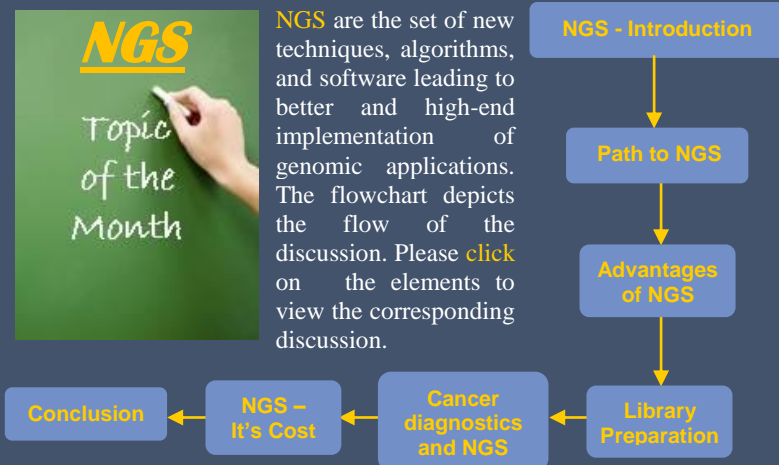 NGS
Topic
of the
Month
NGS are the set of new
techniques, algorithms,
and software leading to
better and high-end
implementation of
genomic applications.
The flowchart depicts
the flow of the
discussion. Please click
on the elements to
view the corresponding
discussion.
NGS - Introduction
Path to NGS
Advantages
of NGS
Library
Preparation
Cancer
diagnostics
and NGS
NGS –
It's Cost
Conclusion